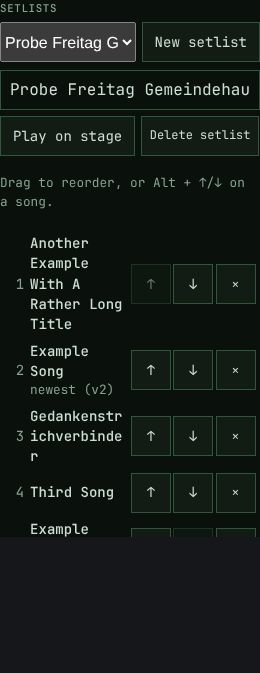 SETLISTS
Probe Freitag G
New setlist
Probe Freitag Gemeindehau
Play on stage
Delete setlist
Drag to reorder, or Alt + ↑/↓ on
a song.
Another
Example
1 With A ↑ ↓ ×
Rather Long
Title
Example
2 Song ↑ ↓ ×
newest (v2)
Gedankenstr
3 ichverbinde ↑ ↓ ×
r
4 Third Song ↑ ↓ ×
Example